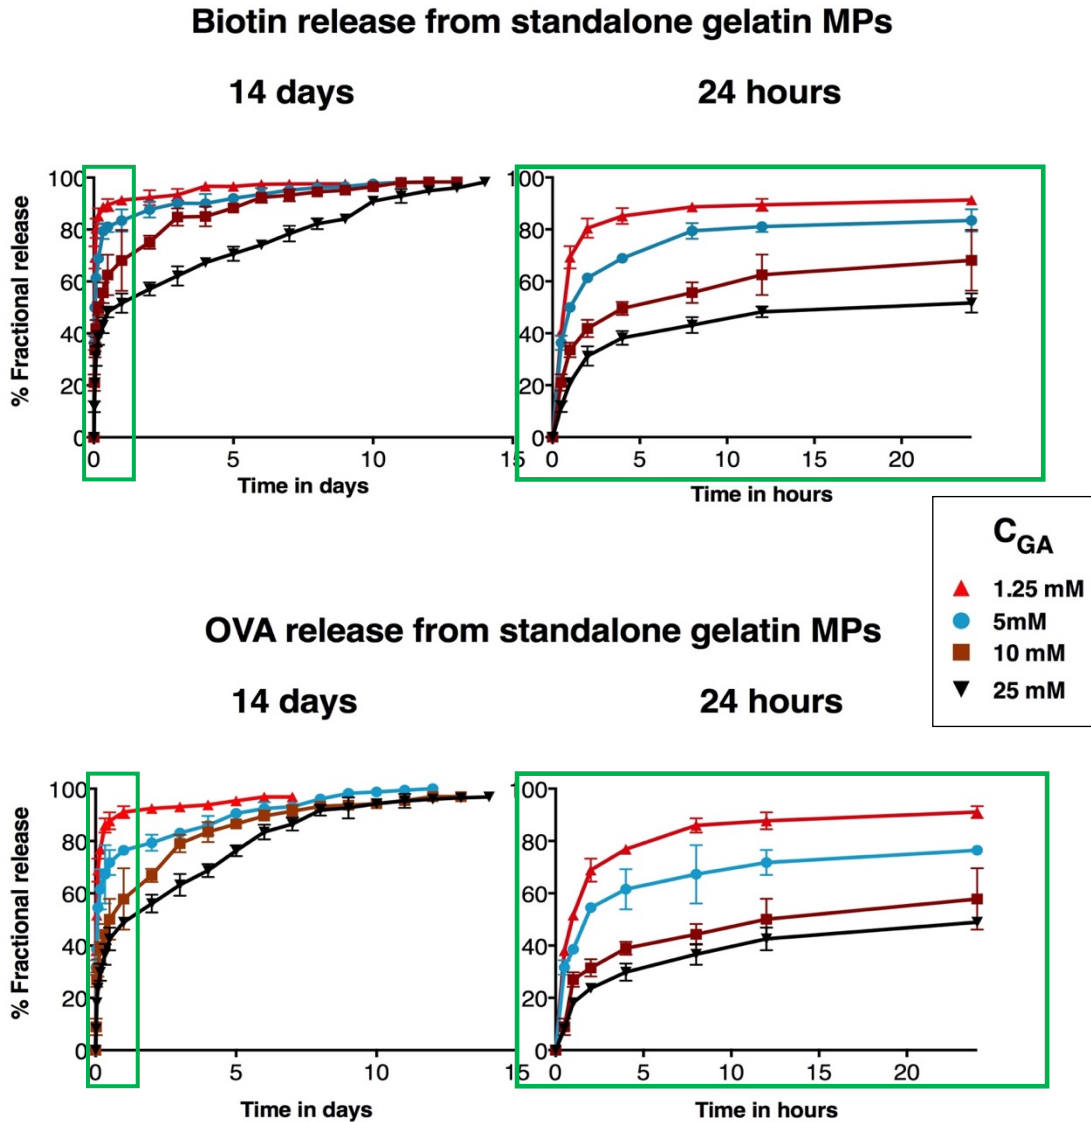 Biotin release from standalone gelatin MPs
14 days
24 hours
% Fractional release
100
80
60
40
20
0
0 5 10 15
Time in days
100
80
60
40
20
0
0 5 10 15 20
Time in hours
C_GA
1.25 mM
5mM
10 mM
25 mM
OVA release from standalone gelatin MPs
14 days
24 hours
% Fractional release
100
80
60
40
20
0
0 5 10 15
Time in days
100
80
60
40
20
0
0 5 10 15 20
Time in hours